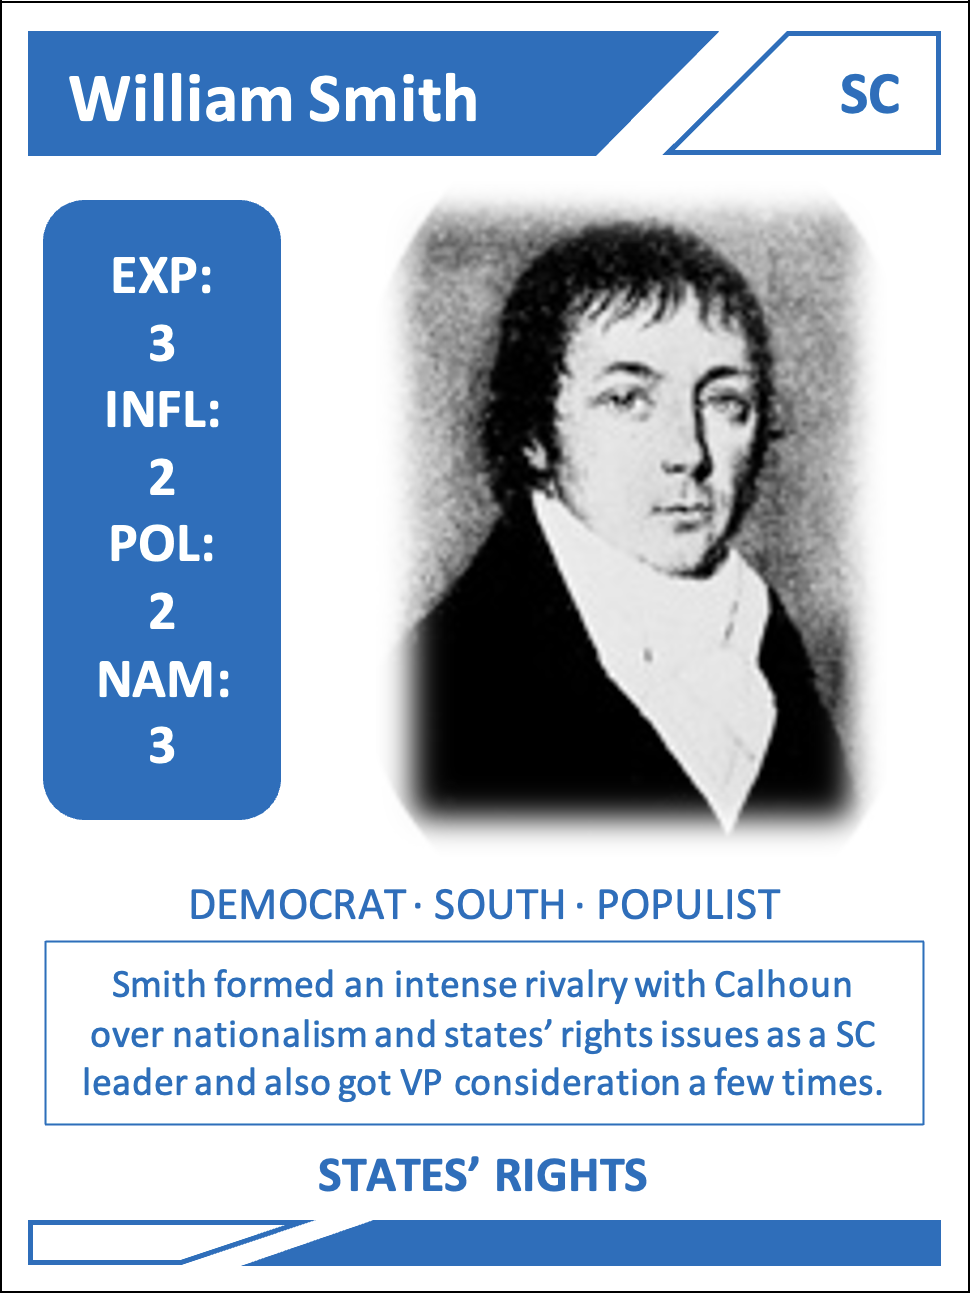 William Smith
SC
EXP:
3
INFL:
2
POL:
2
NAM:
3
DEMOCRAT · SOUTH · POPULIST
Smith formed an intense rivalry with Calhoun
over nationalism and states’ rights issues as a SC
leader and also got VP consideration a few times.
STATES’ RIGHTS